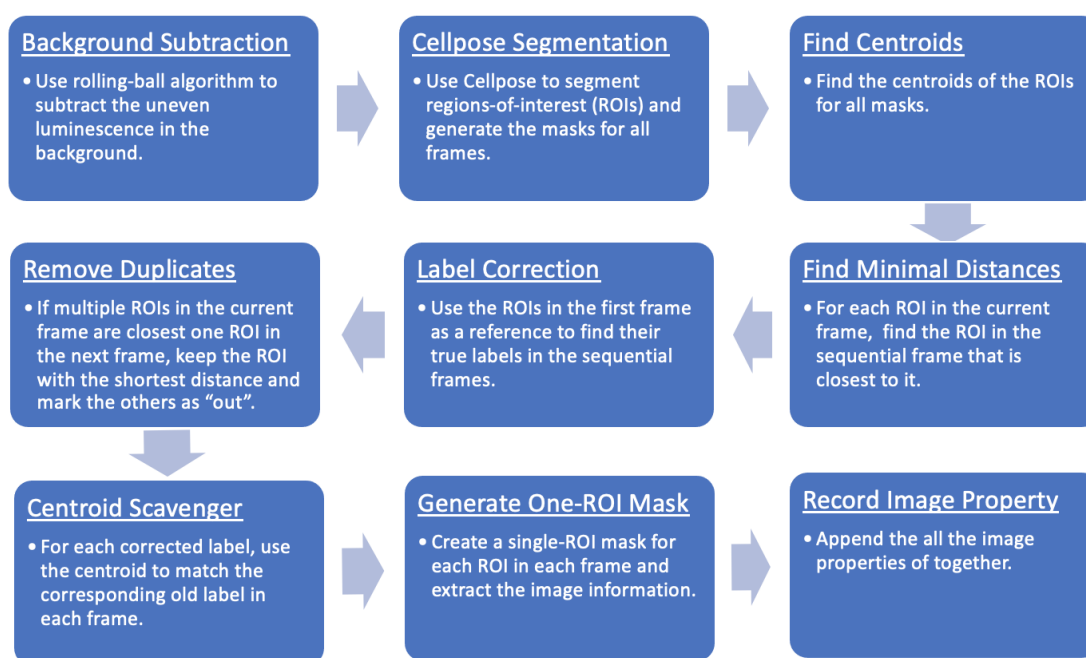 Background Subtraction
• Use rolling-ball algorithm to
subtract the uneven
luminescence in the
background.
Cellpose Segmentation
• Use Cellpose to segment
regions-of-interest (ROIs) and
generate the masks for all
frames.
Find Centroids
• Find the centroids of the ROIs
for all masks.
Find Minimal Distances
• For each ROI in the current
frame, find the ROI in the
sequential frame that is
closest to it.
Label Correction
• Use the ROIs in the first frame
as a reference to find their
true labels in the sequential
frames.
Remove Duplicates
• If multiple ROIs in the current
frame are closest one ROI in
the next frame, keep the ROI
with the shortest distance and
mark the others as “out”.
Centroid Scavenger
• For each corrected label, use
the centroid to match the
corresponding old label in
each frame.
Generate One-ROI Mask
• Create a single-ROI mask for
each ROI in each frame and
extract the image information.
Record Image Property
• Append the all the image
properties of together.